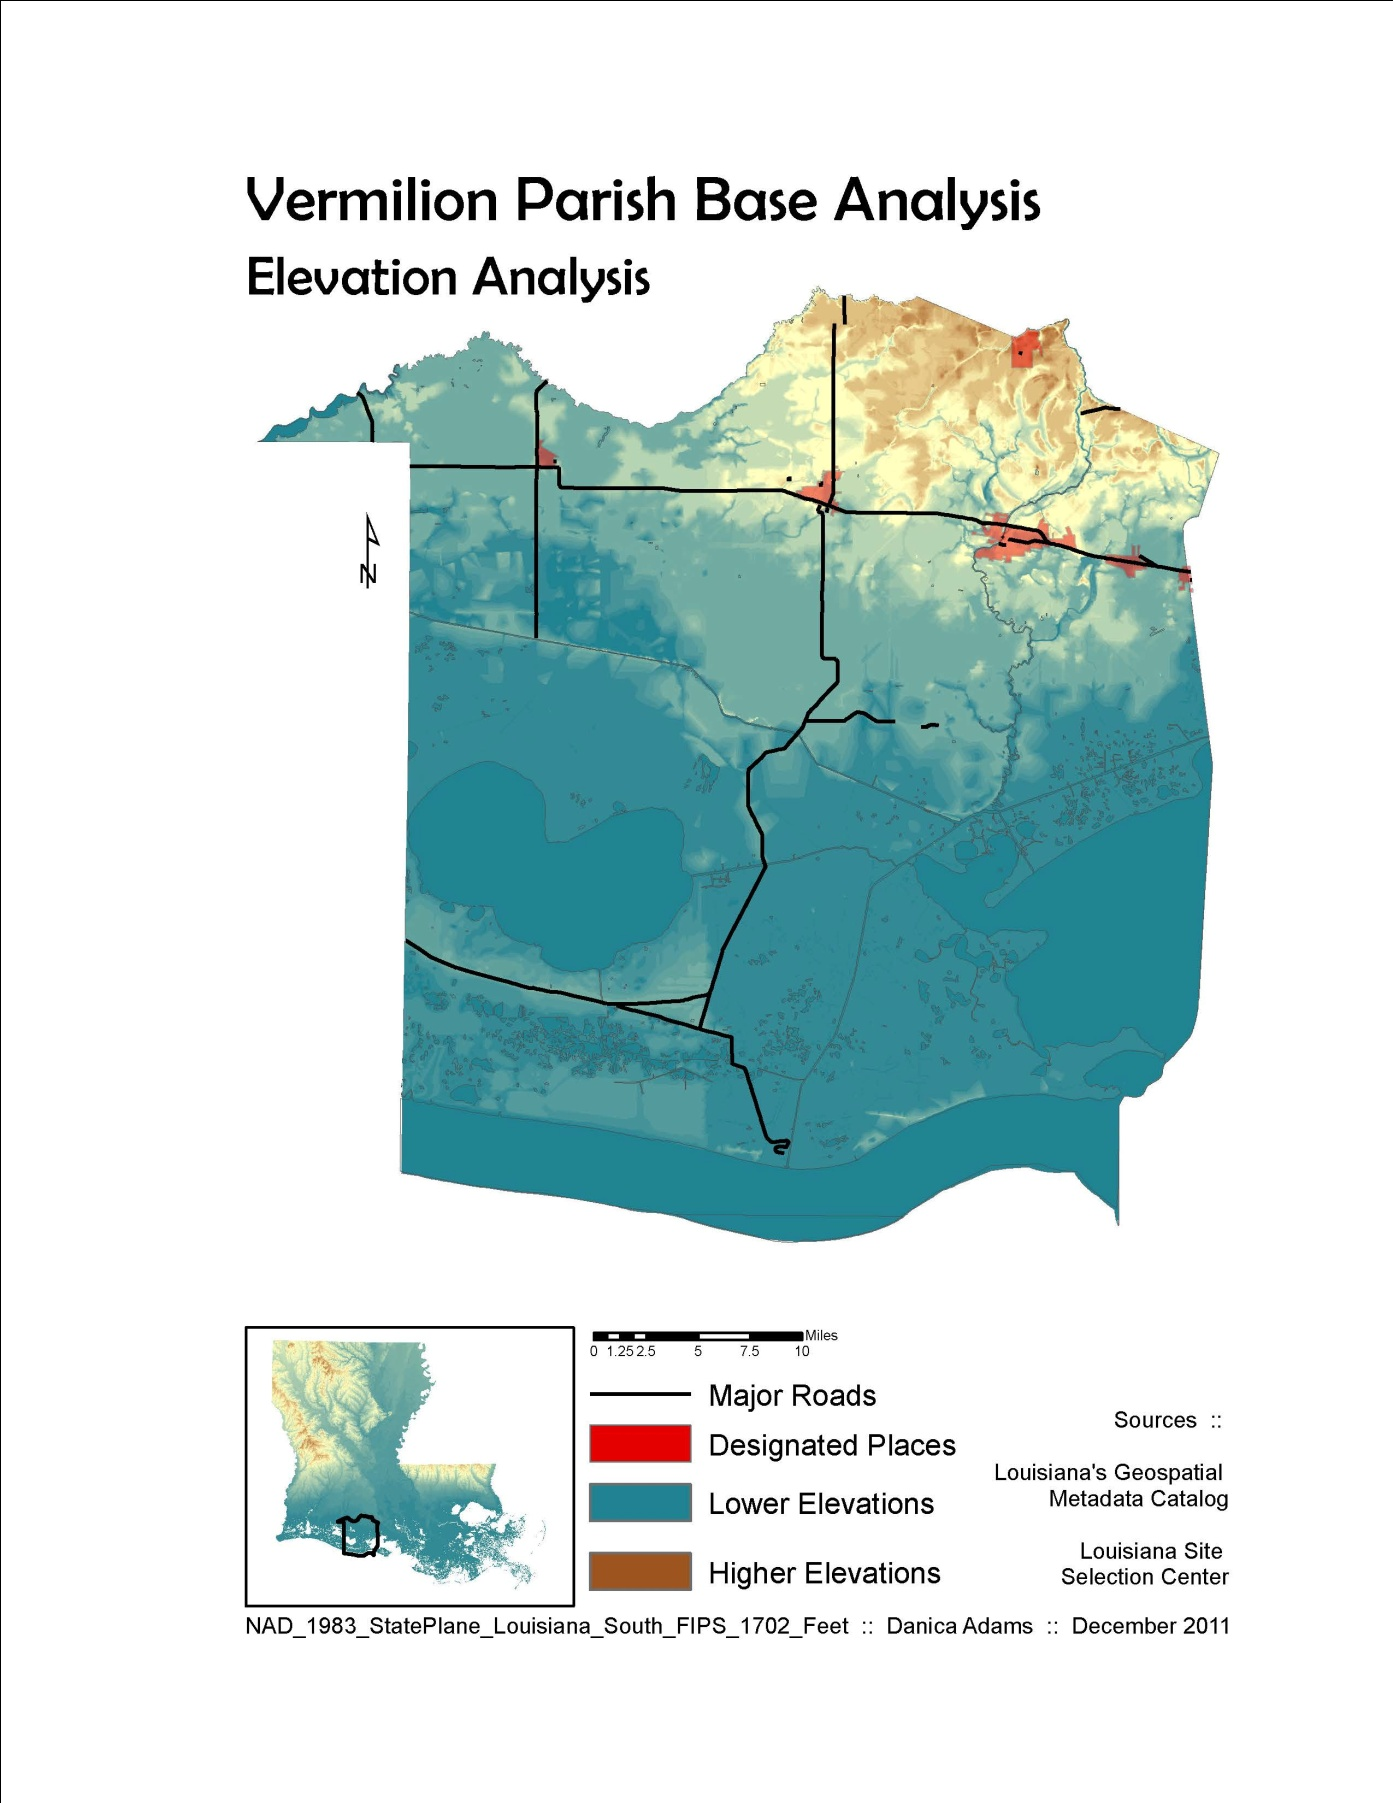 Vermilion Parish Base Analysis
Elevation Analysis
N
Miles
0 1.25 2.5 5 7.5 10
Major Roads
Designated Places
Lower Elevations
Higher Elevations
Sources ::
Louisiana's Geospatial
Metadata Catalog
Louisiana Site
Selection Center
NAD_1983_StatePlane_Louisiana_South_FIPS_1702_Feet :: Danica Adams :: December 2011